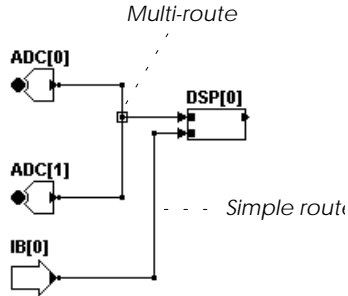 Multi-route
ADC[0]
DSP[0]
ADC[1]
Simple route
IB[0]